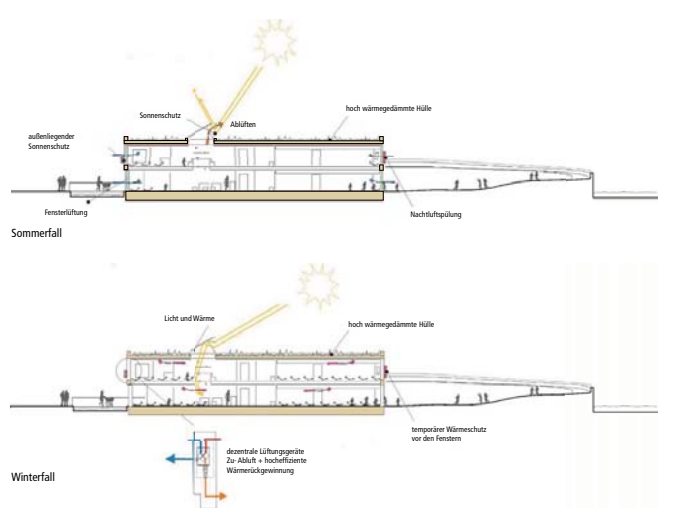 Sonnenschutz
Ablüften
hoch wärmegedämmte Hülle
außenliegender
Sonnenschutz
Fensterlüftung
Nachtluftspülung
Sommerfall
Licht und Wärme
hoch wärmegedämmte Hülle
temporärer Wärmeschutz
vor den Fenstern
dezentrale Lüftungsgeräte
Zu- Abluft + hocheffiziente
Wärmerückgewinnung
Winterfall